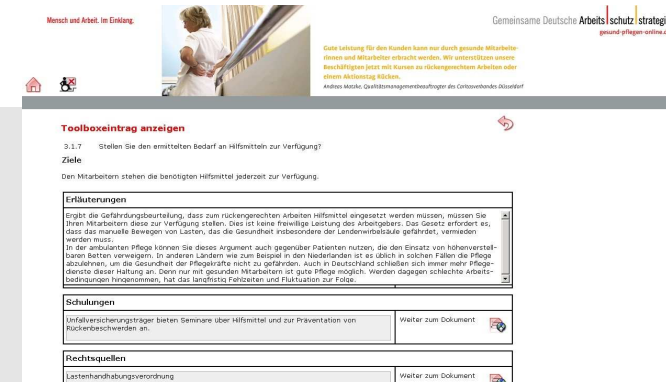 Mensch und Arbeit. Im Einklang.
Gemeinsame Deutsche Arbeitsschutzstrategi
gesund-pflegen-online.d
Gute Leistung für den Kunden kann nur durch gesunde Mitarbeite-
rinnen und Mitarbeiter erbracht werden. Wir unterstützen unsere
Beschäftigten jetzt mit Kursen zu rückengerechtem Arbeiten oder
einem Aktionstag Rücken.
Andreas Matzke, Qualitätsmanagementbeauftragter des Caritasverbandes Düsseldorf
Toolboxeintrag anzeigen
3.1.7 Stellen Sie den ermittelten Bedarf an Hilfsmitteln zur Verfügung?
Ziele
Den Mitarbeitern stehen die benötigten Hilfsmittel jederzeit zur Verfügung.
Erläuterungen
Ergibt die Gefährdungsbeurteilung, dass zum rückengerechten Arbeiten Hilfsmittel eingesetzt werden müssen, müssen Sie
Ihren Mitarbeitern diese zur Verfügung stellen. Dies ist keine freiwillige Leistung des Arbeitgebers. Das Gesetz erfordert es,
dass das manuelle Bewegen von Lasten, das die Gesundheit insbesondere der Lendenwirbelsäule gefährdet, vermieden
werden muss.
In der ambulanten Pflege können Sie dieses Argument auch gegenüber Patienten nutzen, die den Einsatz von höhenverstell-
baren Betten verweigern. In anderen Ländern wie zum Beispiel in den Niederlanden ist es üblich in solchen Fällen die Pflege
abzulehnen, um die Gesundheit der Pflegekräfte nicht zu gefährden. Auch in Deutschland schließen sich immer mehr Pflege-
dienste dieser Haltung an. Denn nur mit gesunden Mitarbeitern ist gute Pflege möglich. Werden dagegen schlechte Arbeits-
bedingungen hingenommen, hat das langfristig Fehlzeiten und Fluktuation zur Folge.
Schulungen
Unfallversicherungsträger bieten Seminare über Hilfsmittel und zur Präventation von
Rückenbeschwerden an.
Weiter zum Dokument
Rechtsquellen
Lastenhandhabungsverordnung
Weiter zum Dokument